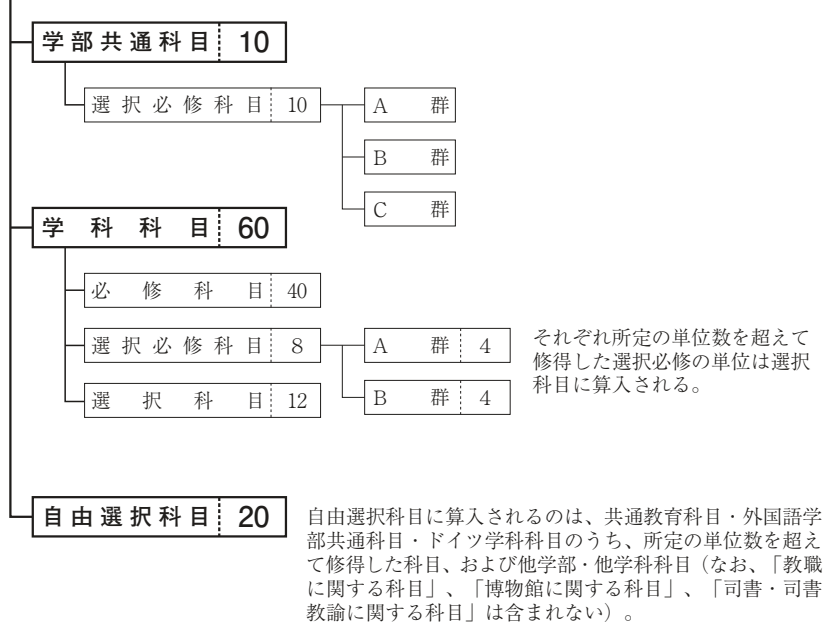 学部共通科目 10
選択必修科目 10
A 群
B 群
C 群
学科科目 60
必修科目 40
選択必修科目 8
A 群 4
それぞれ所定の単位数を超えて
修得した選択必修の単位は選択
科目に算入される。
選択科目 12
B 群 4
自由選択科目 20
自由選択科目に算入されるのは、共通教育科目・外国語学
部共通科目・ドイツ学科科目のうち、所定の単位数を超え
て修得した科目、および他学部・他学科科目（なお、「教職
に関する科目」、「博物館に関する科目」、「司書・司書
教諭に関する科目」は含まれない）。